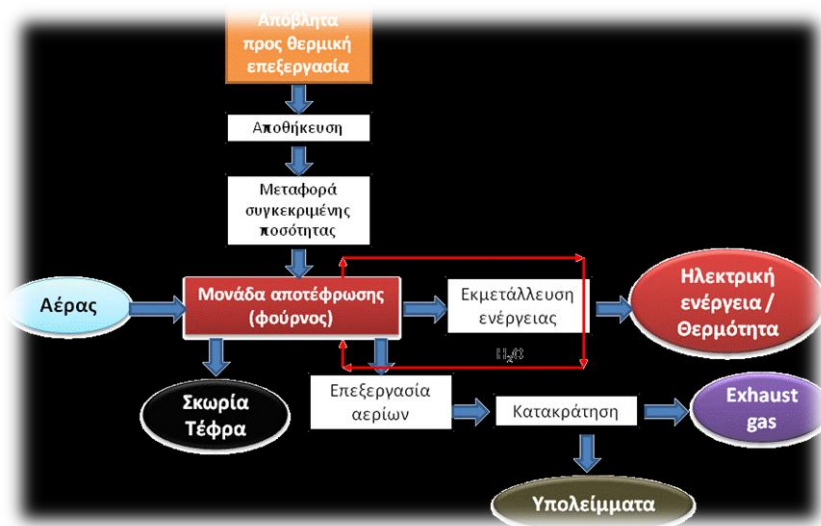 Απόβλητα
προς θερμική
επεξεργασία
Αποθήκευση
Μεταφορά
συγκεκριμένης
ποσότητας
Αέρας
Μονάδα αποτέφρωσης
(φούρνος)
Εκμετάλλευση
ενέργειας
Ηλεκτρική
ενέργεια /
Θερμότητα
H₂O
Σκωρία
Τέφρα
Επεξεργασία
αερίων
Κατακράτηση
Exhaust
gas
Υπολείμματα